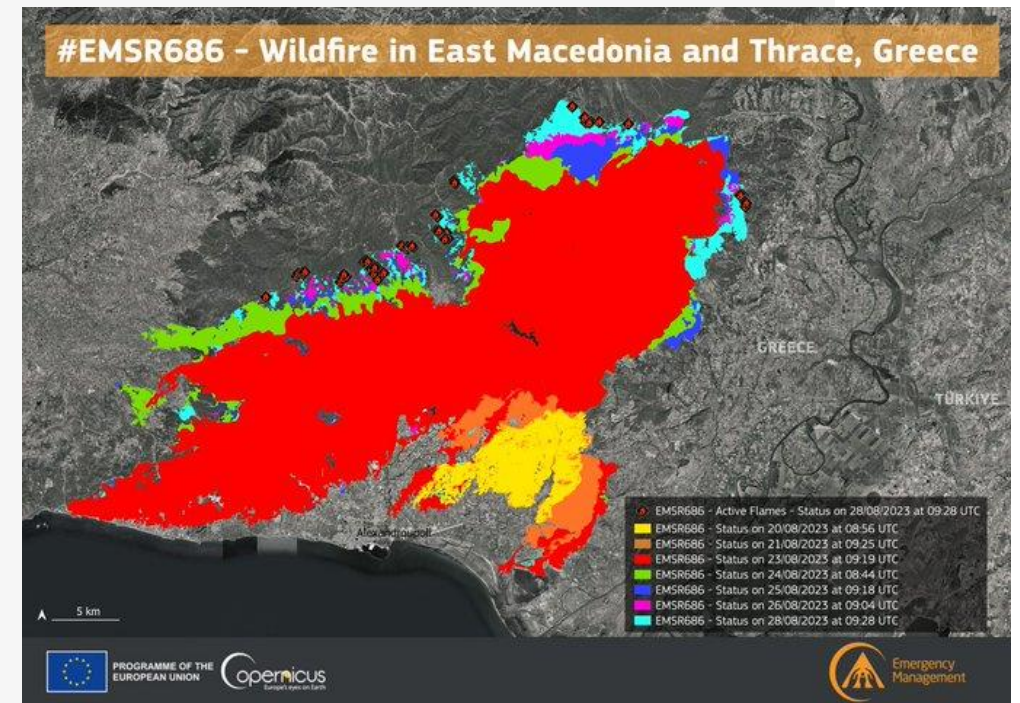 #EMSR686 - Wildfire in East Macedonia and Thrace, Greece
GREECE
TÜRKIYE
Alexandroupoli
EMSR686 - Active Flames - Status on 28/08/2023 at 09:28 UTC
EMSR686 - Status on 20/08/2023 at 08:56 UTC
EMSR686 - Status on 21/08/2023 at 09:25 UTC
EMSR686 - Status on 23/08/2023 at 09:19 UTC
EMSR686 - Status on 24/08/2023 at 08:44 UTC
EMSR686 - Status on 25/08/2023 at 09:18 UTC
EMSR686 - Status on 26/08/2023 at 09:04 UTC
EMSR686 - Status on 28/08/2023 at 09:28 UTC
5 km
PROGRAMME OF THE
EUROPEAN UNION
Copernicus
Europe's eyes on Earth
Emergency
Management